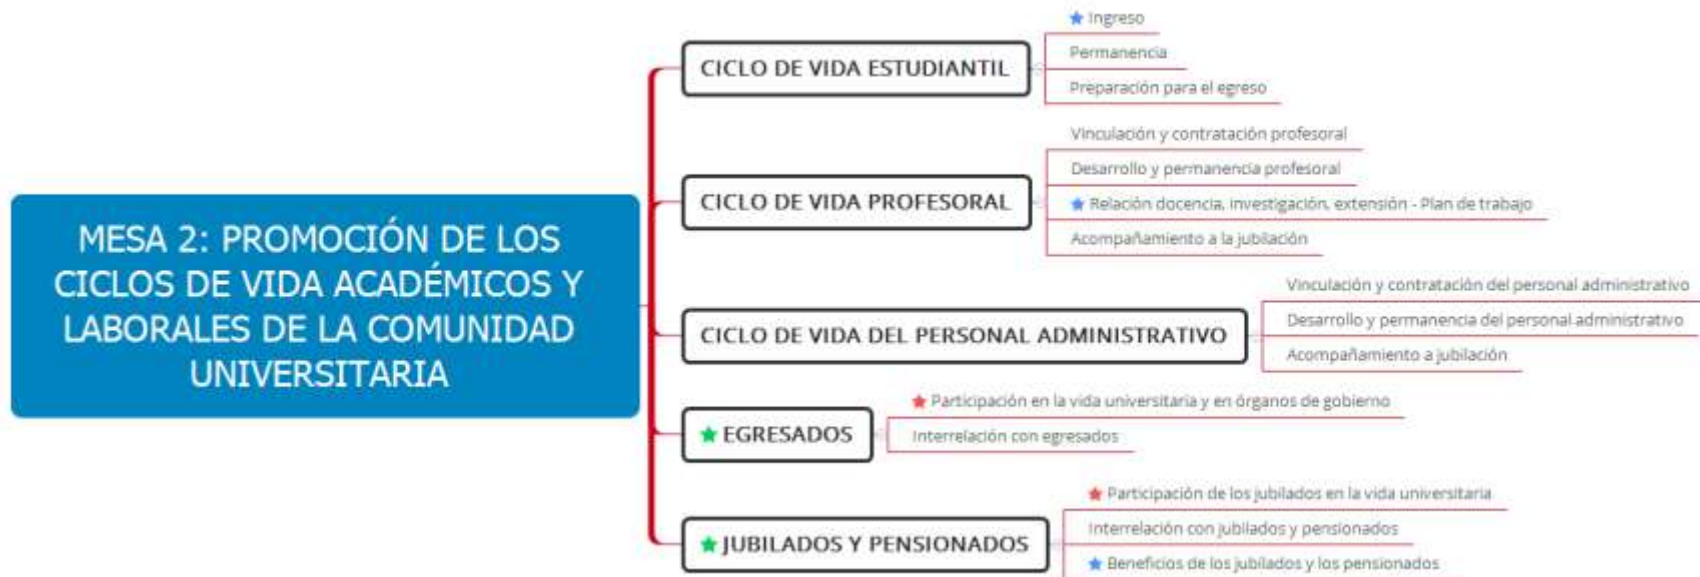 MESA 2: PROMOCIÓN DE LOS
CICLOS DE VIDA ACADÉMICOS Y
LABORALES DE LA COMUNIDAD
UNIVERSITARIA
CICLO DE VIDA ESTUDIANTIL
Ingreso
Permanencia
Preparación para el egreso
CICLO DE VIDA PROFESORAL
Vinculación y contratación profesoral
Desarrollo y permanencia profesoral
Relación docencia, investigación, extensión - Plan de trabajo
Acompañamiento a la jubilación
CICLO DE VIDA DEL PERSONAL ADMINISTRATIVO
Vinculación y contratación del personal administrativo
Desarrollo y permanencia del personal administrativo
Acompañamiento a jubilación
EGRESADOS
Participación en la vida universitaria y en órganos de gobierno
Interrelación con egresados
JUBILADOS Y PENSIONADOS
Participación de los jubilados en la vida universitaria
Interrelación con jubilados y pensionados
Beneficios de los jubilados y los pensionados